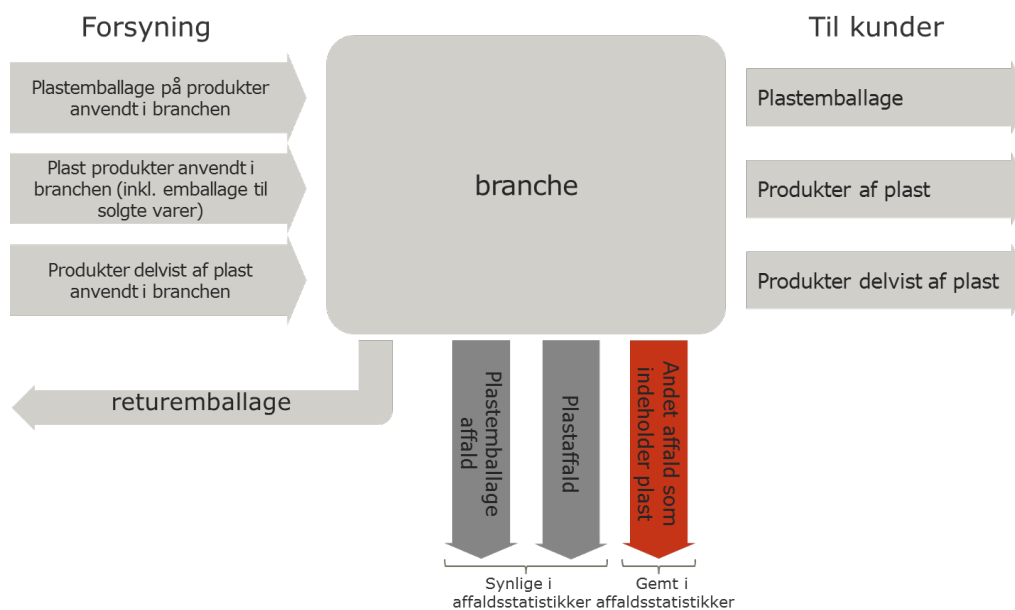 Forsyning
Til kunder
Plastemballage på produkter
anvendt i branchen
Plast produkter anvendt i
branchen (inkl. emballage til
solgte varer)
Produkter delvist af plast
anvendt i branchen
branche
Plastemballage
Produkter af plast
Produkter delvist af plast
returemballage
Plastemballage
affald
Plastaffald
Andet affald som
indeholder plast
Synlige i
affaldsstatistikker
Gemt i
affaldsstatistikker